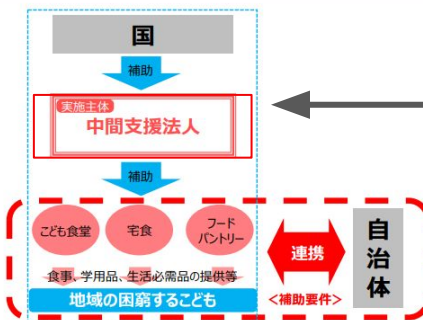 国
補助
実施主体
中間支援法人
補助
こども食堂
宅食
フード
パントリー
連携
自治体
食事、学用品、生活必需品の提供等
地域の困窮するこども
<補助要件>